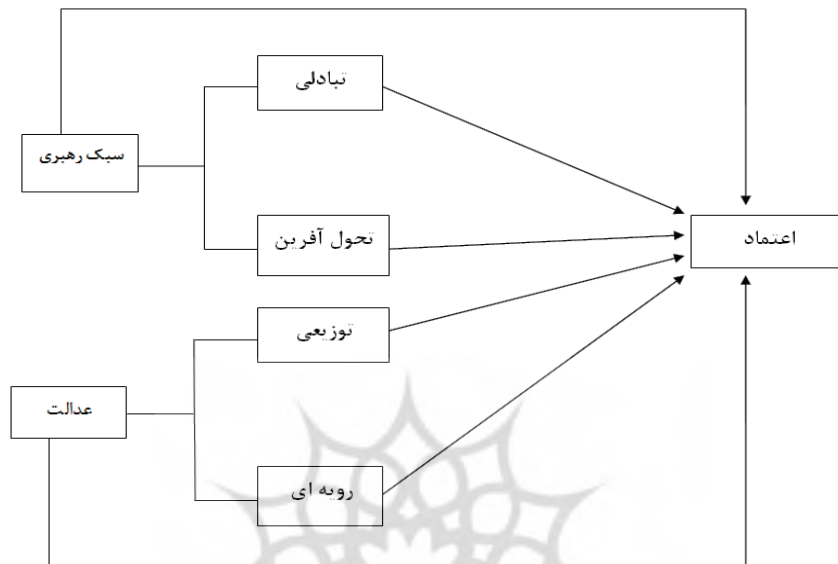 تبادلی
سبک رهبری
تحول آفرین
اعتماد
توزیعی
عدالت
رویه ای